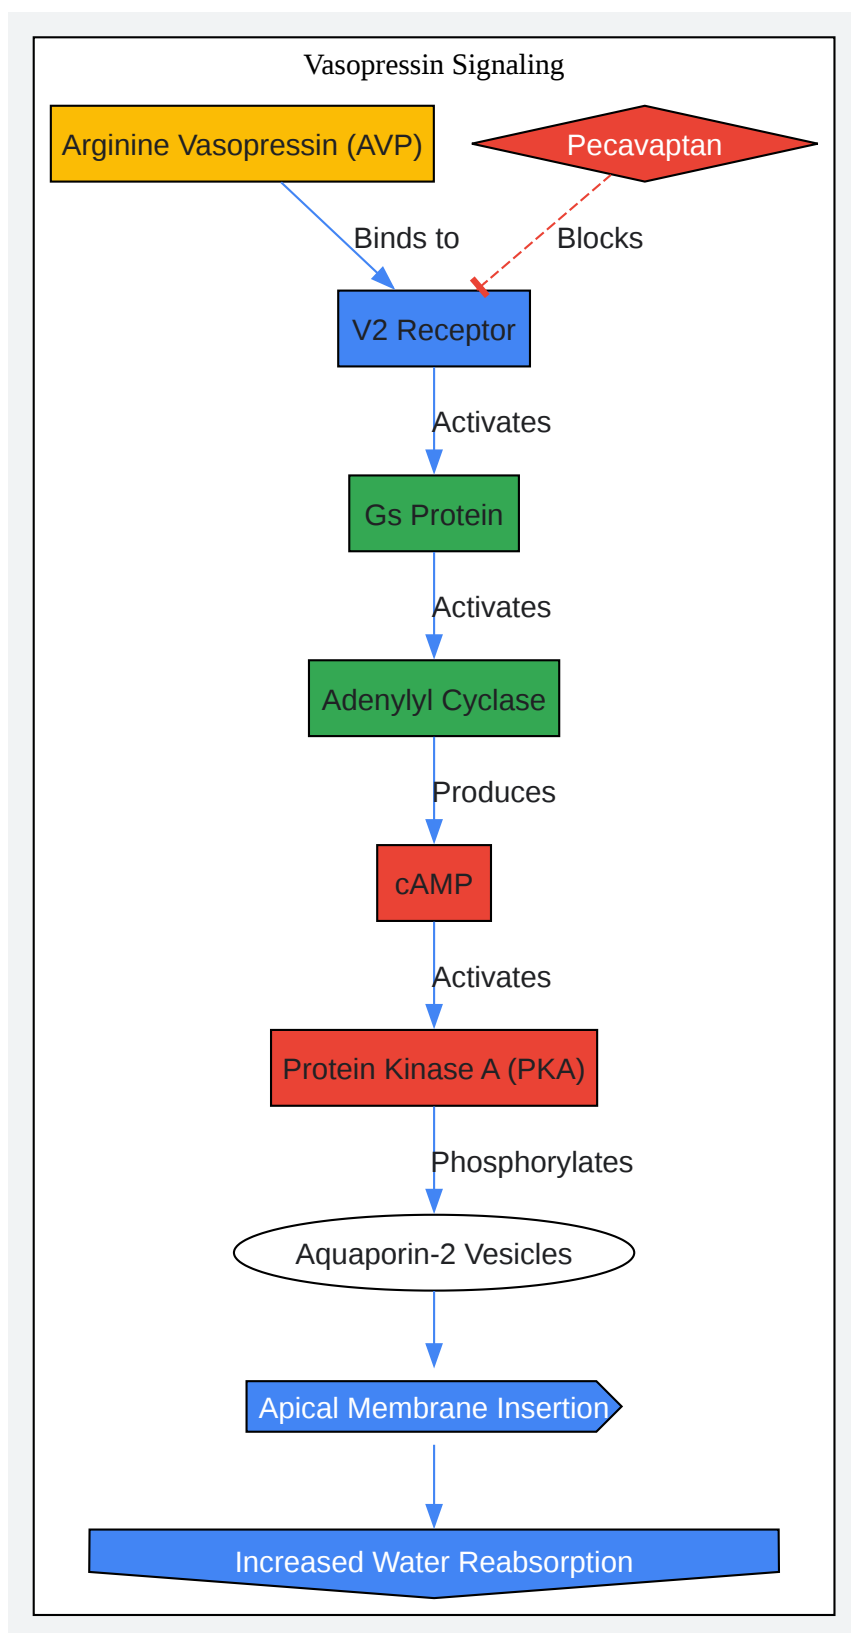 Vasopressin Signaling
Arginine Vasopressin (AVP)
Pecavaptan
Binds to
Blocks
V2 Receptor
Activates
Gs Protein
Activates
Adenylyl Cyclase
Produces
cAMP
Activates
Protein Kinase A (PKA)
Phosphorylates
Aquaporin-2 Vesicles
Apical Membrane Insertion
Increased Water Reabsorption